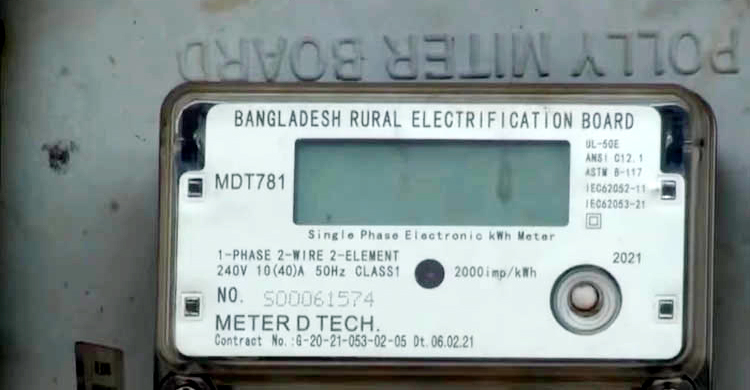 POLLY MITER BOARD
BANGLADESH RURAL ELECTRIFICATION BOARD
UL-50E
ANSI C12.1
ASTM B-117
IEC62052-11
IEC62053-21
MDT781
Single Phase Electronic kWh Meter
1-PHASE 2-WIRE 2-ELEMENT
240V 10(40)A 50Hz CLASS1
2000imp/kWh
2021
NO. S00061574
METER D TECH.
Contract No.:G-20-21-053-02-05 Dt.06.02.21